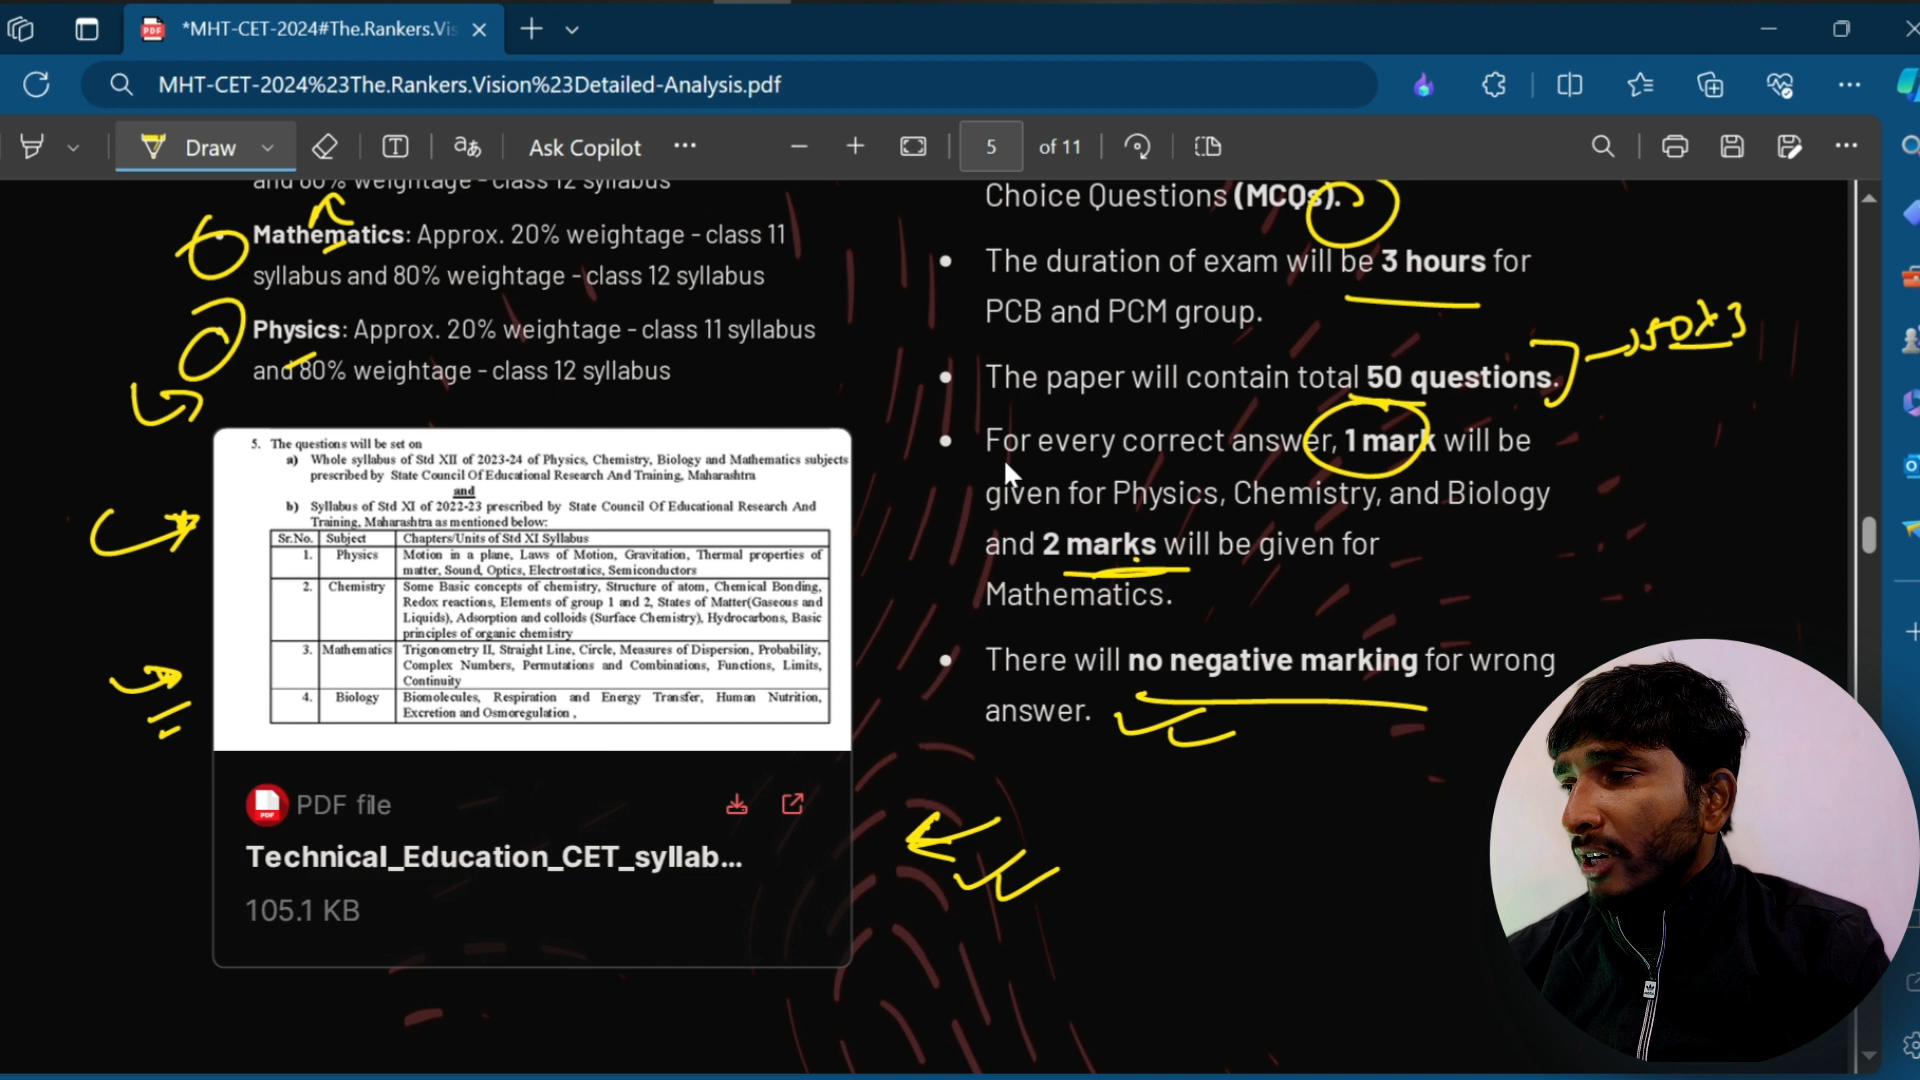 *MHT-CET-2024#The.Rankers.Vis
MHT-CET-2024%23The.Rankers.Vision%23Detailed-Analysis.pdf
Draw
T
aあ
Ask Copilot
5
of 11
and 80% weightage - class 12 syllabus
Mathematics: Approx. 20% weightage - class 11
syllabus and 80% weightage - class 12 syllabus
Physics: Approx. 20% weightage - class 11 syllabus
and 80% weightage - class 12 syllabus
5. The questions will be set on
a) Whole syllabus of Std XII of 2023-24 of Physics, Chemistry, Biology and Mathematics subjects
prescribed by State Council Of Educational Research And Training, Maharashtra
and
b) Syllabus of Std XI of 2022-23 prescribed by State Council Of Educational Research And
Training, Maharashtra as mentioned below:
Sr.No. Subject Chapters/Units of Std XI Syllabus
1. Physics Motion in a plane, Laws of Motion, Gravitation, Thermal properties of
matter, Sound, Optics, Electrostatics, Semiconductors
2. Chemistry Some Basic concepts of chemistry, Structure of atom, Chemical Bonding,
Redox reactions, Elements of group 1 and 2, States of Matter(Gaseous and
Liquids), Adsorption and colloids (Surface Chemistry), Hydrocarbons, Basic
principles of organic chemistry
3. Mathematics Trigonometry II, Straight Line, Circle, Measures of Dispersion, Probability,
Complex Numbers, Permutations and Combinations, Functions, Limits,
Continuity
4. Biology Biomolecules, Respiration and Energy Transfer, Human Nutrition,
Excretion and Osmoregulation ,
PDF file
Technical_Education_CET_syllab...
105.1 KB
Choice Questions (MCQs).
The duration of exam will be 3 hours for
PCB and PCM group.
The paper will contain total 50 questions.
50x3
For every correct answer, 1 mark will be
given for Physics, Chemistry, and Biology
and 2 marks will be given for
Mathematics.
There will no negative marking for wrong
answer.